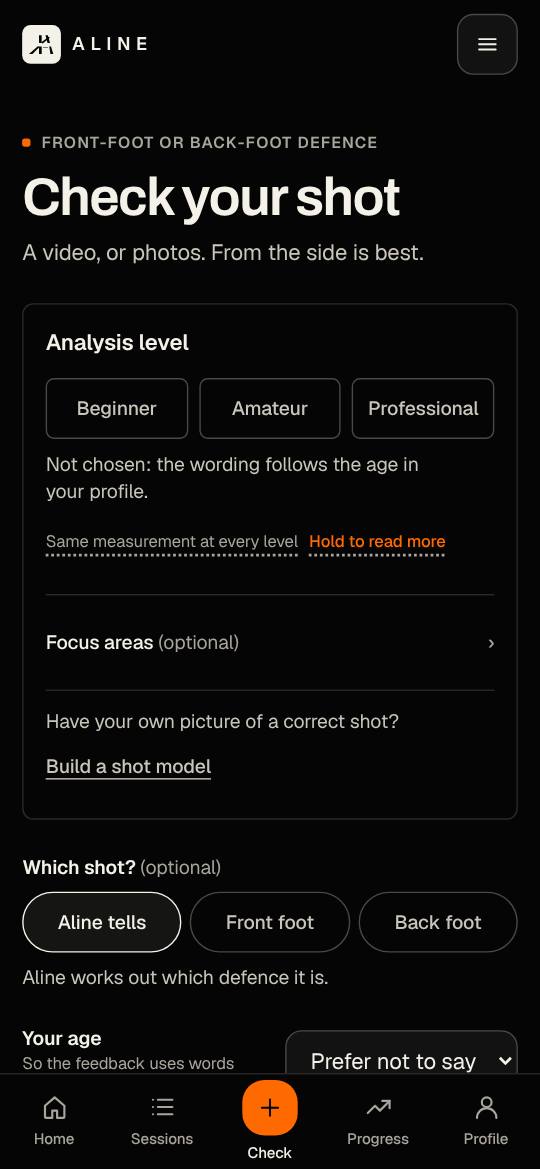 ALINE
FRONT-FOOT OR BACK-FOOT DEFENCE
Check your shot
A video, or photos. From the side is best.
Analysis level
Beginner
Amateur
Professional
Not chosen: the wording follows the age in
your profile.
Same measurement at every level Hold to read more
Focus areas (optional)
Have your own picture of a correct shot?
Build a shot model
Which shot? (optional)
Aline tells
Front foot
Back foot
Aline works out which defence it is.
Your age
So the feedback uses words
Prefer not to say
Home
Sessions
Check
Progress
Profile